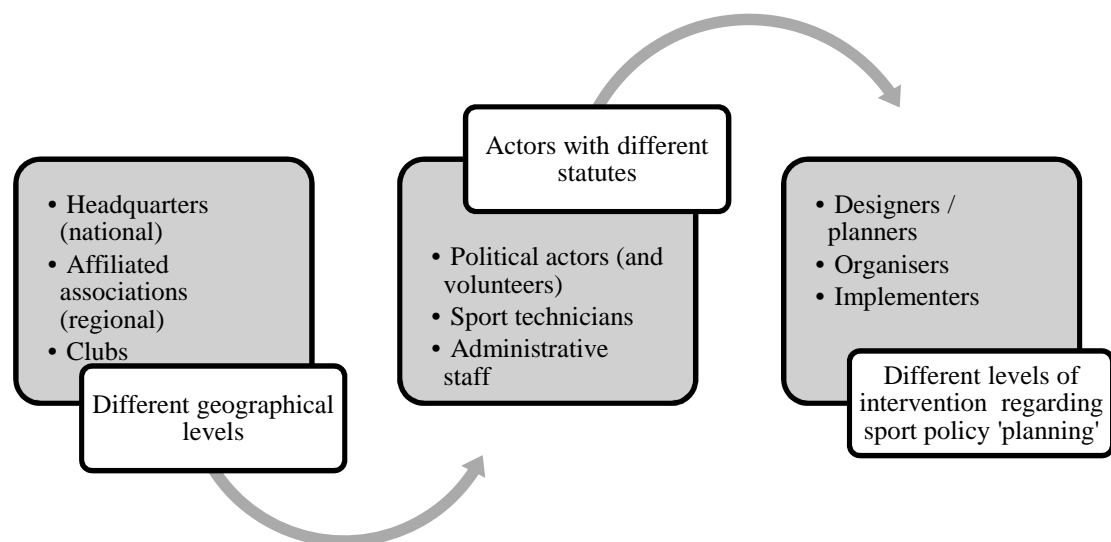 • Headquarters
(national)
• Affiliated
associations
(regional)
• Clubs
Different geographical
levels
Actors with different
statutes
• Political actors (and
volunteers)
• Sport technicians
• Administrative
staff
• Designers /
planners
• Organisers
• Implementers
Different levels of
intervention regarding
sport policy 'planning'